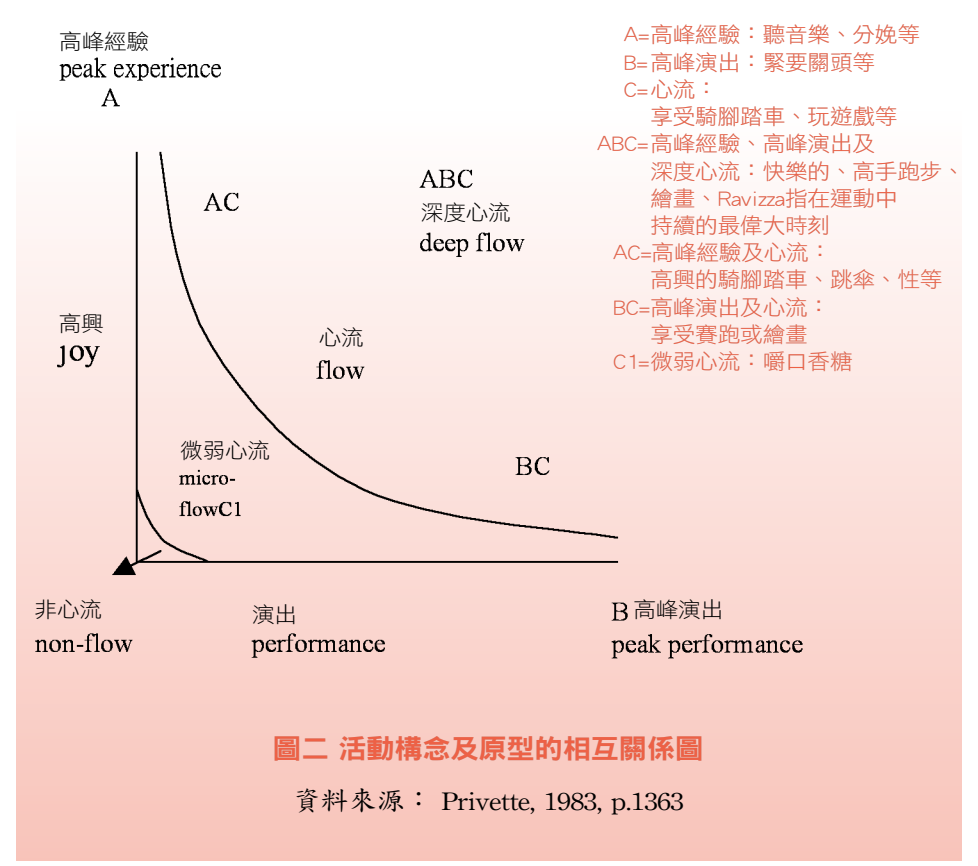 高峰經驗
peak experience
A
A=高峰經驗：聽音樂、分娩等
B=高峰演出：緊要關頭等
C=心流：
享受騎腳踏車、玩遊戲等
ABC=高峰經驗、高峰演出及
深度心流：快樂的、高手跑步、
繪畫、Ravizza指在運動中
持續的最偉大時刻
AC=高峰經驗及心流：
高興的騎腳踏車、跳傘、性等
BC=高峰演出及心流：
享受賽跑或繪畫
C1=微弱心流：嚼口香糖
AC
ABC
深度心流
deep flow
高興
joy
心流
flow
微弱心流
micro-
flowC1
BC
非心流
non-flow
演出
performance
B 高峰演出
peak performance
圖二 活動構念及原型的相互關係圖
資料來源： Privette, 1983, p.1363